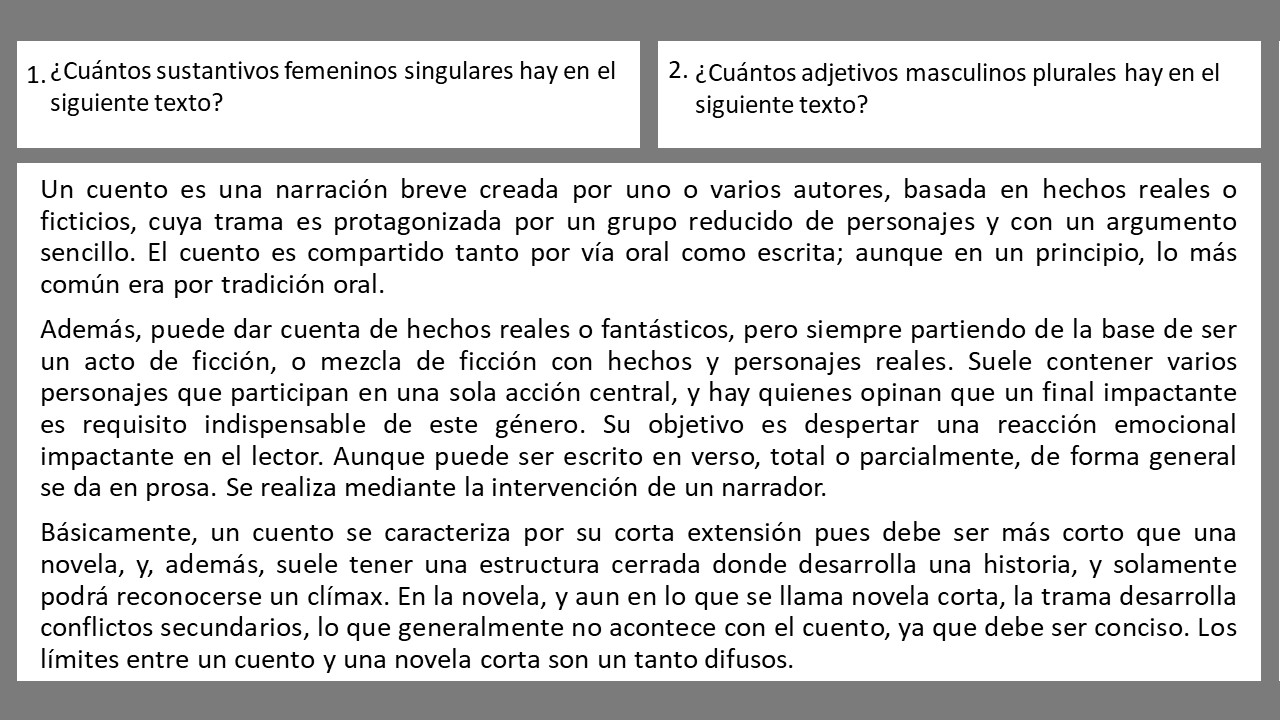 1. ¿Cuántos sustantivos femeninos singulares hay en el
siguiente texto?
2. ¿Cuántos adjetivos masculinos plurales hay en el
siguiente texto?
Un cuento es una narración breve creada por uno o varios autores, basada en hechos reales o
ficticios, cuya trama es protagonizada por un grupo reducido de personajes y con un argumento
sencillo. El cuento es compartido tanto por vía oral como escrita; aunque en un principio, lo más
común era por tradición oral.
Además, puede dar cuenta de hechos reales o fantásticos, pero siempre partiendo de la base de ser
un acto de ficción, o mezcla de ficción con hechos y personajes reales. Suele contener varios
personajes que participan en una sola acción central, y hay quienes opinan que un final impactante
es requisito indispensable de este género. Su objetivo es despertar una reacción emocional
impactante en el lector. Aunque puede ser escrito en verso, total o parcialmente, de forma general
se da en prosa. Se realiza mediante la intervención de un narrador.
Básicamente, un cuento se caracteriza por su corta extensión pues debe ser más corto que una
novela, y, además, suele tener una estructura cerrada donde desarrolla una historia, y solamente
podrá reconocerse un clímax. En la novela, y aun en lo que se llama novela corta, la trama desarrolla
conflictos secundarios, lo que generalmente no acontece con el cuento, ya que debe ser conciso. Los
límites entre un cuento y una novela corta son un tanto difusos.